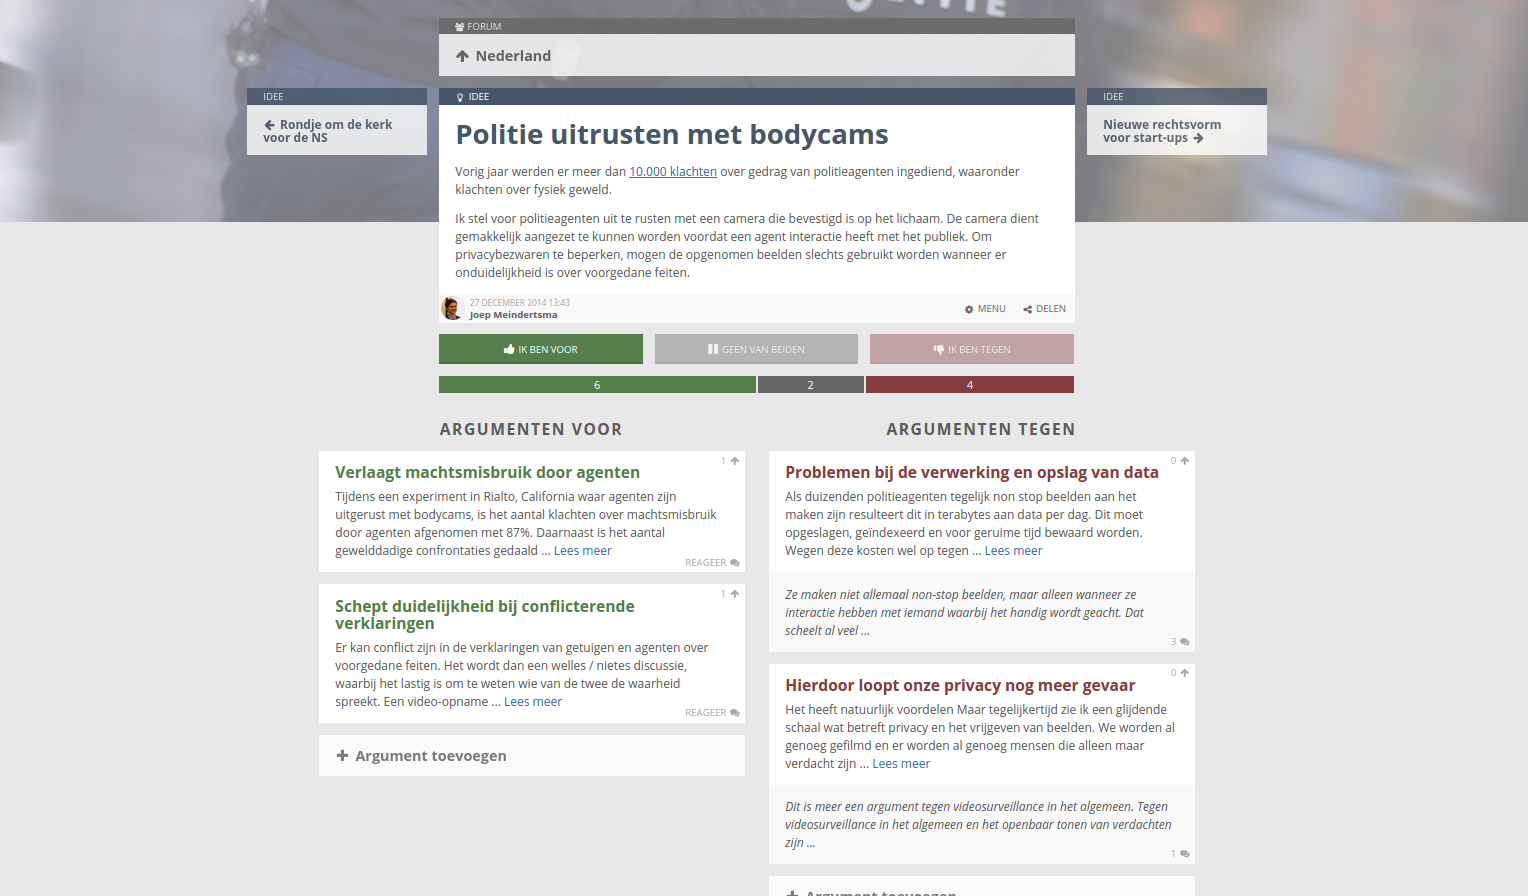 FORUM
Nederland
IDEE
Rondje om de kerk
voor de NS
IDEE
Politie uitrusten met bodycams
Vorig jaar werden er meer dan 10.000 klachten over gedrag van politieagenten ingediend, waaronder
klachten over fysiek geweld.
Ik stel voor politieagenten uit te rusten met een camera die bevestigd is op het lichaam. De camera dient
gemakkelijk aangezet te kunnen worden voordat een agent interactie heeft met het publiek. Om
privacybezwaren te beperken, mogen de opgenomen beelden slechts gebruikt worden wanneer er
onduidelijkheid is over voorgedane feiten.
27 DECEMBER 2014 13:43
Joep Meindertsma
MENU DELEN
IDEE
Nieuwe rechtsvorm
voor start-ups
IK BEN VOOR GEEN VAN BEIDEN IK BEN TEGEN
6 2 4
ARGUMENTEN VOOR
1
Verlaagt machtsmisbruik door agenten
Tijdens een experiment in Rialto, California waar agenten zijn
uitgerust met bodycams, is het aantal klachten over machtsmisbruik
door agenten afgenomen met 87%. Daarnaast is het aantal
gewelddadige confrontaties gedaald ... Lees meer
REAGEER
1
Schept duidelijkheid bij conflicterende
verklaringen
Er kan conflict zijn in de verklaringen van getuigen en agenten over
voorgedane feiten. Het wordt dan een welles / nietes discussie,
waarbij het lastig is om te weten wie van de twee de waarheid
spreekt. Een video-opname ... Lees meer
REAGEER
Argument toevoegen
ARGUMENTEN TEGEN
0
Problemen bij de verwerking en opslag van data
Als duizenden politieagenten tegelijk non stop beelden aan het
maken zijn resulteert dit in terabytes aan data per dag. Dit moet
opgeslagen, geïndexeerd en voor geruime tijd bewaard worden.
Wegen deze kosten wel op tegen ... Lees meer
Ze maken niet allemaal non-stop beelden, maar alleen wanneer ze
interactie hebben met iemand waarbij het handig wordt geacht. Dat
scheelt al veel ...
3
0
Hierdoor loopt onze privacy nog meer gevaar
Het heeft natuurlijk voordelen Maar tegelijkertijd zie ik een glijdende
schaal wat betreft privacy en het vrijgeven van beelden. We worden al
genoeg gefilmd en er worden al genoeg mensen die alleen maar
verdacht zijn ... Lees meer
Dit is meer een argument tegen videosurveillance in het algemeen. Tegen
videosurveillance in het algemeen en het openbaar tonen van verdachten
zijn ...
1
Argument toevoegen